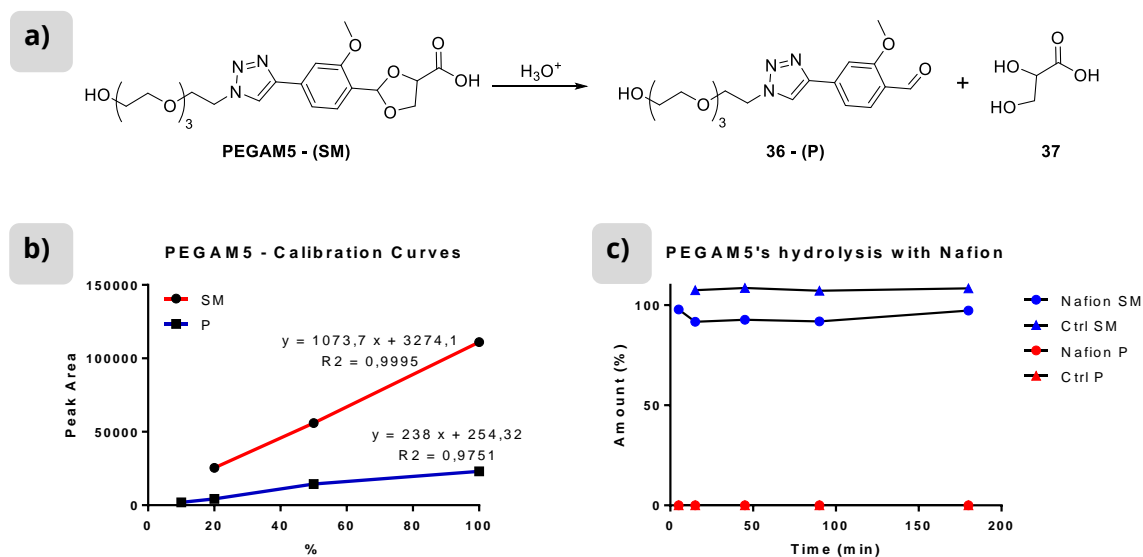 a)
HO
O
3
N
N
N
O
O
O
O
OH
H3O+
HO
O
3
N
N
N
O
O
+
HO
O
OH
HO
PEGAM5 - (SM)
36 - (P)
37
b)
PEGAM5 - Calibration Curves
150000
100000
50000
0
Peak Area
SM
P
y = 1073,7 x + 3274,1
R2 = 0,9995
y = 238 x + 254,32
R2 = 0,9751
0 20 40 60 80 100
%
c)
PEGAM5's hydrolysis with Nafion
100
50
0
Amount (%)
0 50 100 150 200
Time (min)
Nafion SM
Ctrl SM
Nafion P
Ctrl P